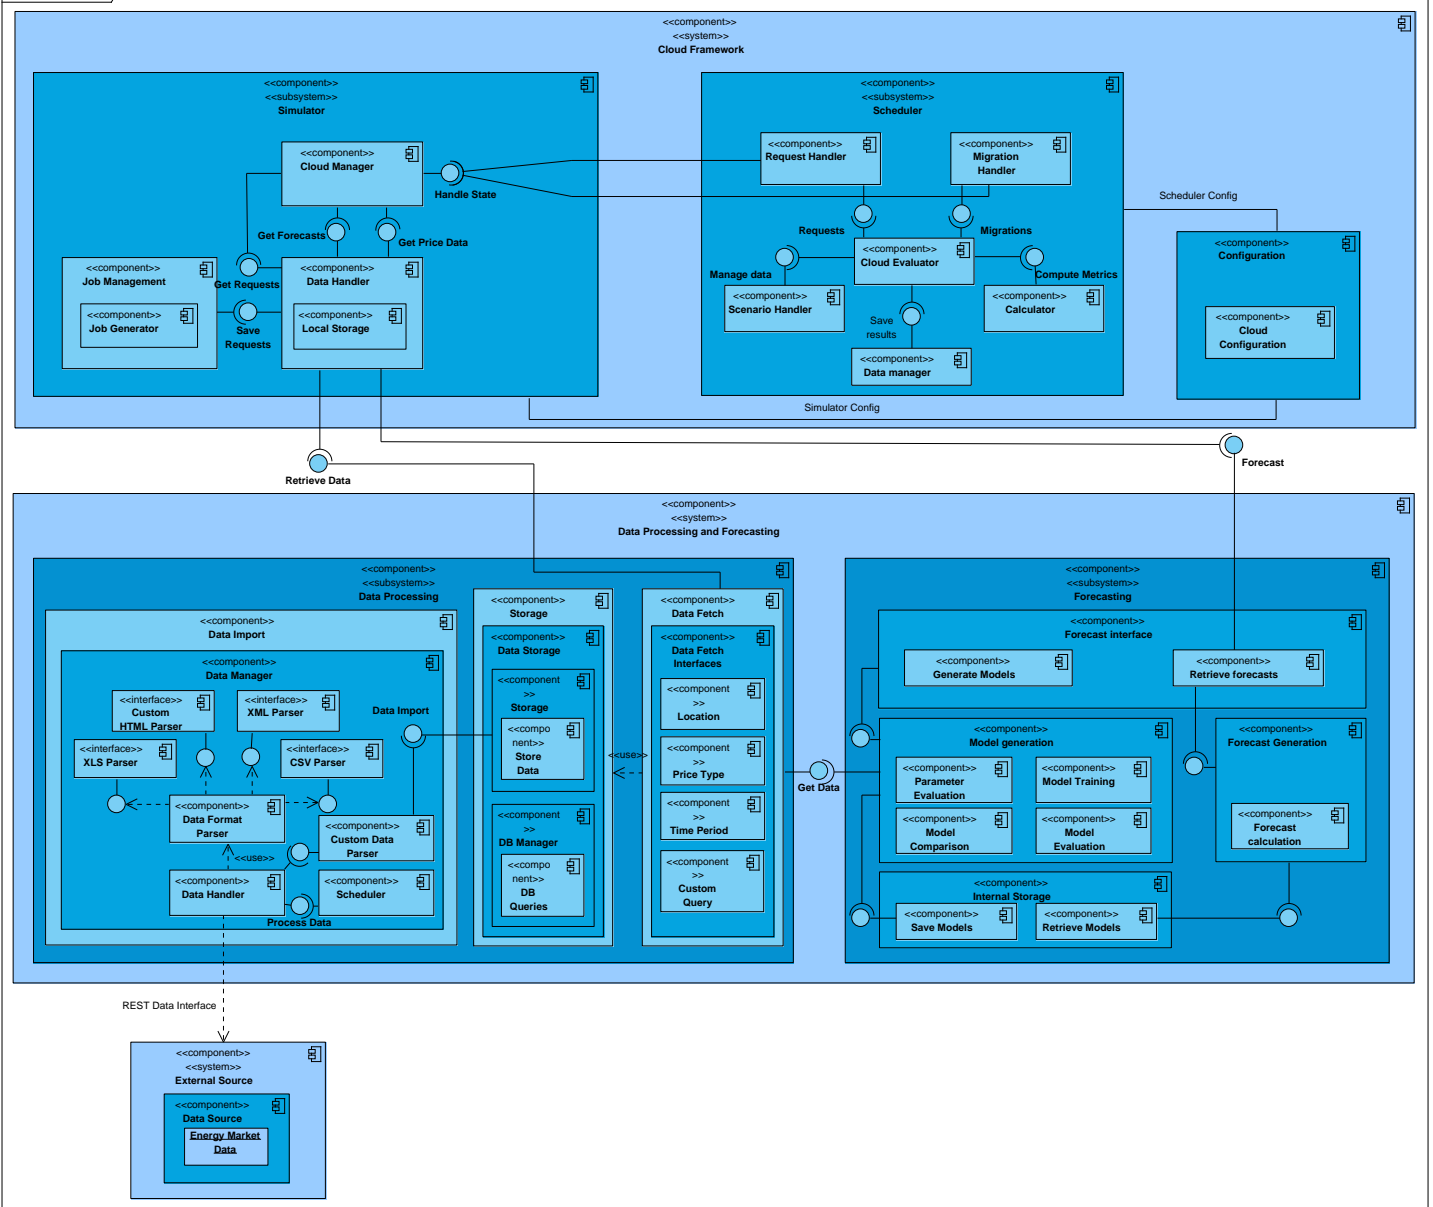 <<component>>
<<system>>
Cloud Framework
<<component>>
<<subsystem>>
Simulator
<<component>>
Cloud Manager
Handle State
Get Forecasts
Get Price Data
<<component>>
Job Management
<<component>>
Job Generator
Get Requests
Save
Requests
<<component>>
Data Handler
<<component>>
Local Storage
<<component>>
<<subsystem>>
Scheduler
<<component>>
Request Handler
<<component>>
Migration
Handler
Requests
Migrations
<<component>>
Cloud Evaluator
Manage data
Compute Metrics
<<component>>
Scenario Handler
<<component>>
Calculator
Save
results
<<component>>
Data manager
Scheduler Config
<<component>>
Configuration
<<component>>
Cloud
Configuration
Simulator Config
Retrieve Data
Forecast
<<component>>
<<system>>
Data Processing and Forecasting
<<component>>
<<subsystem>>
Data Processing
<<component>>
Data Import
<<component>>
Data Manager
<<interface>>
Custom
HTML Parser
<<interface>>
XML Parser
<<interface>>
XLS Parser
<<interface>>
CSV Parser
Data Import
<<component>>
Data Format
Parser
<<component>>
Custom Data
Parser
<<use>>
<<component>>
Data Handler
<<component>>
Scheduler
Process Data
<<component>>
Storage
<<component>>
Data Storage
<<component
>>
Storage
<<compo
nent>>
Store
Data
<<component
>>
DB Manager
<<compo
nent>>
DB
Queries
<<use>>
<<component>>
Data Fetch
<<component>>
Data Fetch
Interfaces
<<component
>>
Location
<<component
>>
Price Type
<<component
>>
Time Period
<<component
>>
Custom
Query
Get Data
<<component>>
<<subsystem>>
Forecasting
<<component>>
Forecast interface
<<component>>
Generate Models
<<component>>
Retrieve forecasts
<<component>>
Model generation
<<component>>
Parameter
Evaluation
<<component>>
Model Training
<<component>>
Model
Comparison
<<component>>
Model
Evaluation
<<component>>
Forecast Generation
<<component>>
Forecast
calculation
<<component>>
Internal Storage
<<component>>
Save Models
<<component>>
Retrieve Models
REST Data Interface
<<component>>
<<system>>
External Source
<<component>>
Data Source
Energy Market
Data